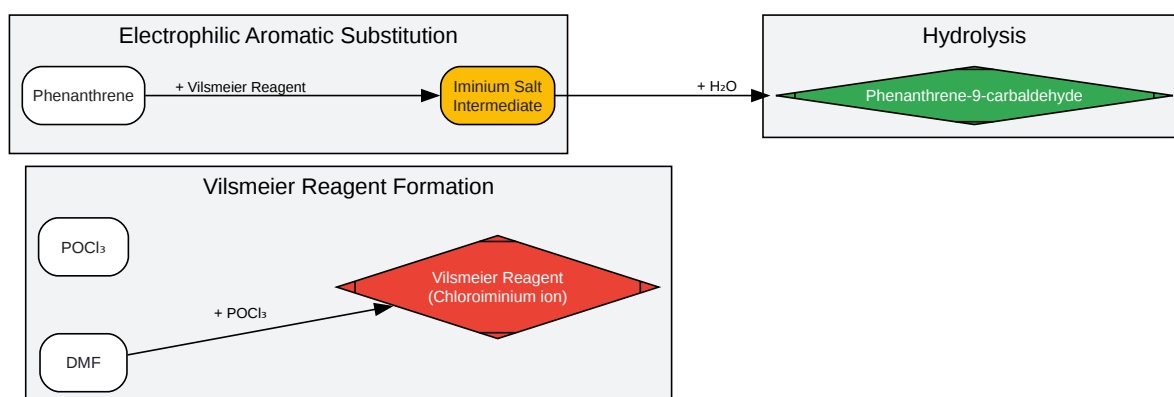 Electrophilic Aromatic Substitution
Phenanthrene
+ Vilsmeier Reagent
Iminium Salt
Intermediate
+ H₂O
Hydrolysis
Phenanthrene-9-carbaldehyde
Vilsmeier Reagent Formation
POCl₃
DMF
+ POCl₃
Vilsmeier Reagent
(Chloroiminium ion)